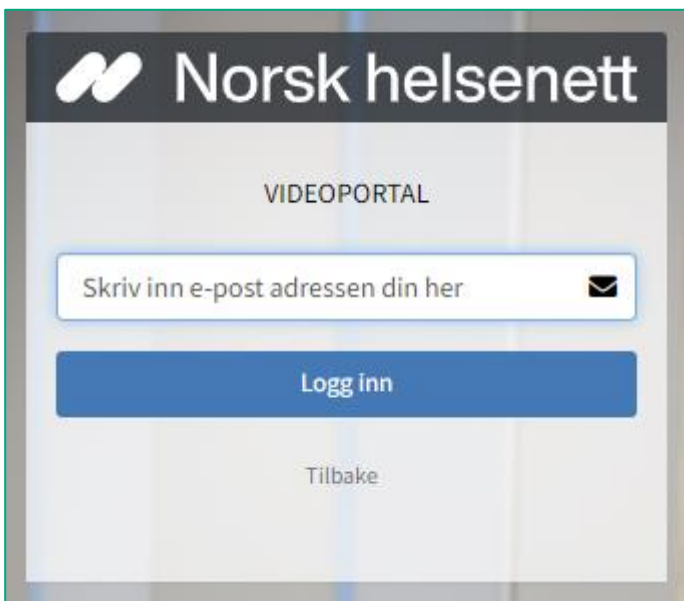 Norsk helsenett
VIDEOPORTAL
Skriv inn e-post adressen din her
Logg inn
Tilbake